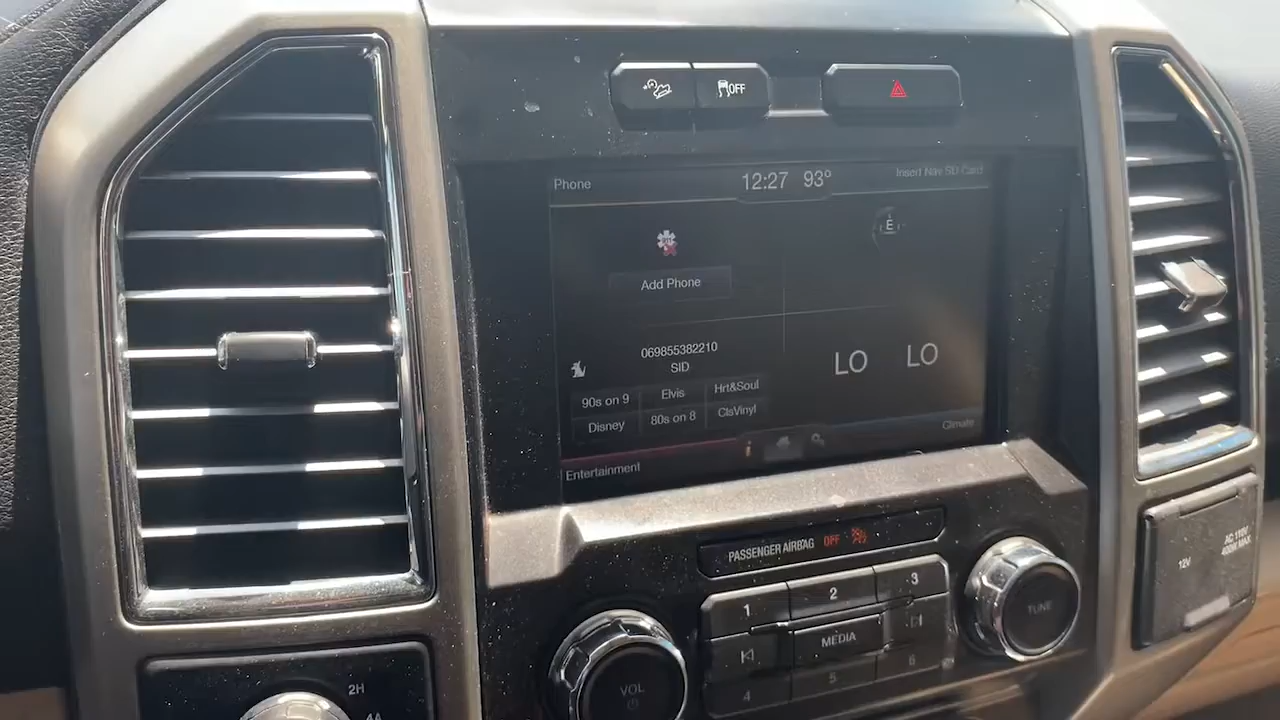 OFF
Phone
12:27 93°
Insert Nav SD Card
E
Add Phone
069855382210
SID
LO LO
90s on 9 Elvis Hrt&Soul
Disney 80s on 8 ClsVinyl
Climate
Entertainment
PASSENGER AIRBAG OFF
1 2 3
MEDIA
4 5 6
VOL
TUNE
2H
4A
12V
AC 110V
400W MAX